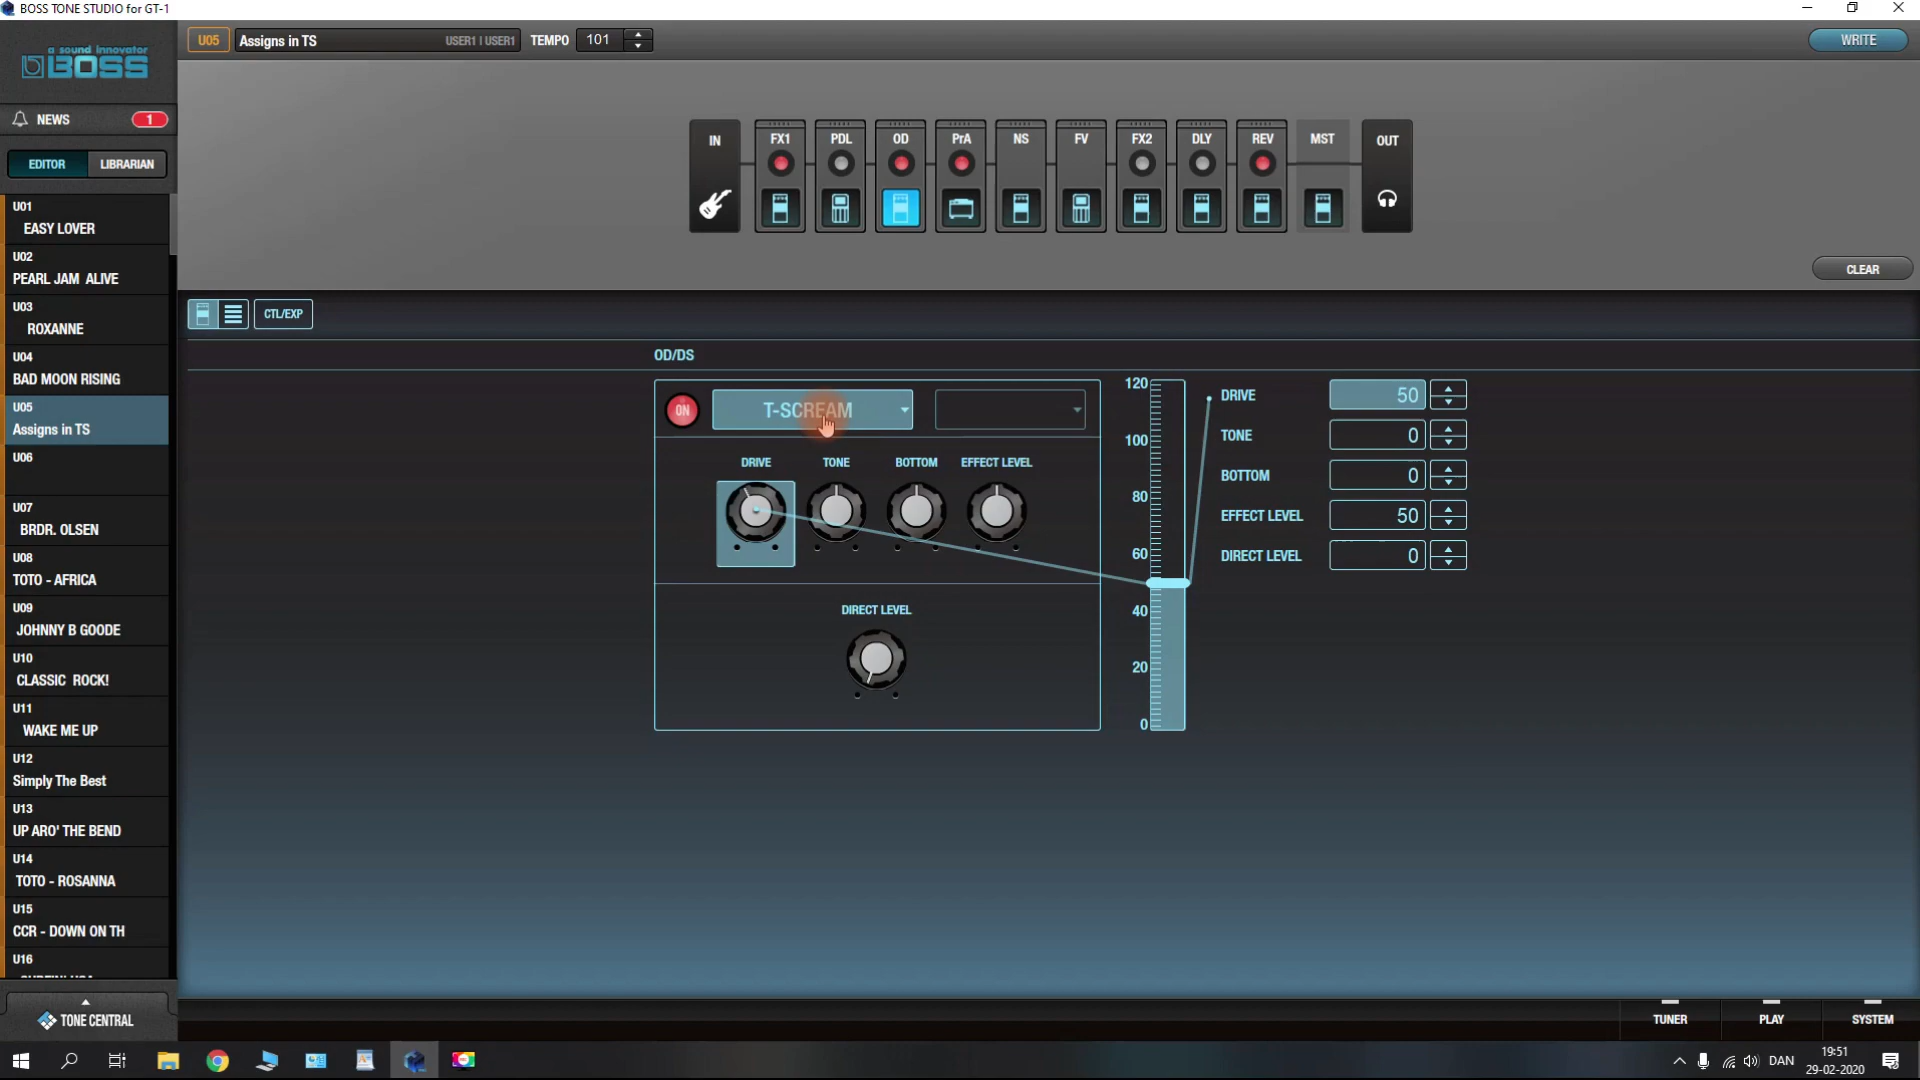 BOSS TONE STUDIO for GT-1
a sound innovator
BOSS
U05 Assigns in TS USER1 | USER1 TEMPO 101
WRITE
NEWS 1
EDITOR LIBRARIAN
IN FX1 PDL OD PrA NS FV FX2 DLY REV MST OUT
CLEAR
CTL/EXP
U01
EASY LOVER
U02
PEARL JAM ALIVE
U03
ROXANNE
U04
BAD MOON RISING
U05
Assigns in TS
U06
U07
BRDR. OLSEN
U08
TOTO - AFRICA
U09
JOHNNY B GOODE
U10
CLASSIC ROCK!
U11
WAKE ME UP
U12
Simply The Best
U13
UP ARO' THE BEND
U14
TOTO - ROSANNA
U15
CCR - DOWN ON TH
U16
TONE CENTRAL
OD/DS
ON T-SCREAM
DRIVE TONE BOTTOM EFFECT LEVEL
DIRECT LEVEL
120
100
80
60
40
20
0
DRIVE 50
TONE 0
BOTTOM 0
EFFECT LEVEL 50
DIRECT LEVEL 0
TUNER PLAY SYSTEM
DAN
19:51
29-02-2020